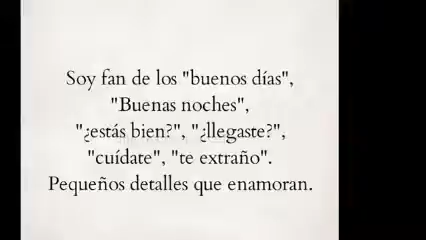 Soy fan de los "buenos días",
"Buenas noches",
"¿estás bien?", "¿llegaste?",
"cuídate", "te extraño".
Pequeños detalles que enamoran.